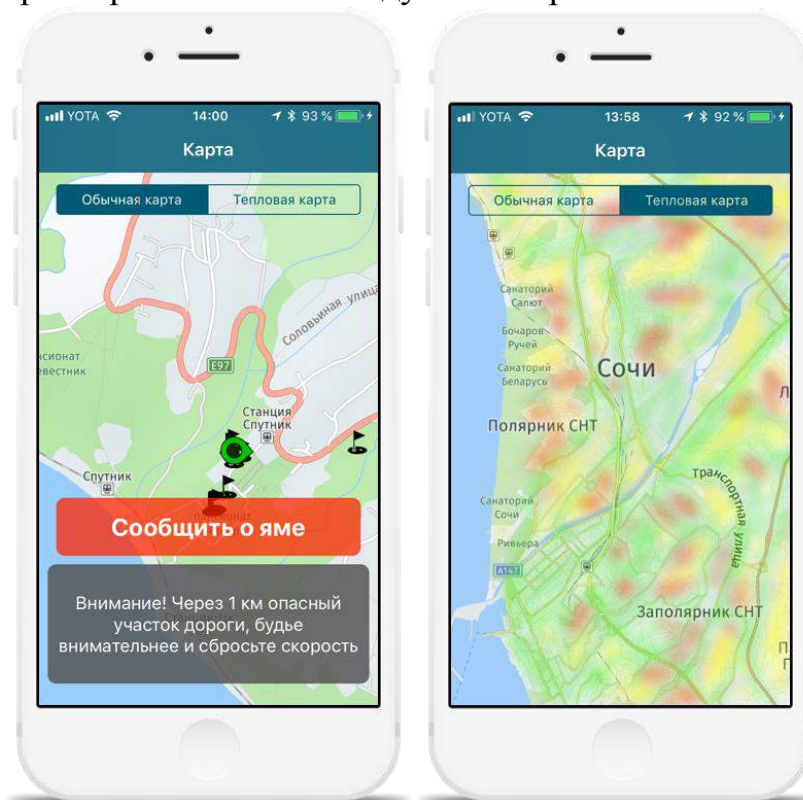 YOTA 14:00 93 %
Карта
Обычная карта Тепловая карта
Соловьиная улица
E97
Станция
Спутник
Спутник
Сообщить о яме
Внимание! Через 1 км опасный
участок дороги, будье
внимательнее и сбросьте скорость
YOTA 13:58 92 %
Карта
Обычная карта Тепловая карта
Санаторий
Салют
Бочаров
Ручей
Санаторий
Беларусь
Сочи
Полярник СНТ
Транспортная улица
Санаторий
Сочи
Ривьера
А147
Заполярник СНТ